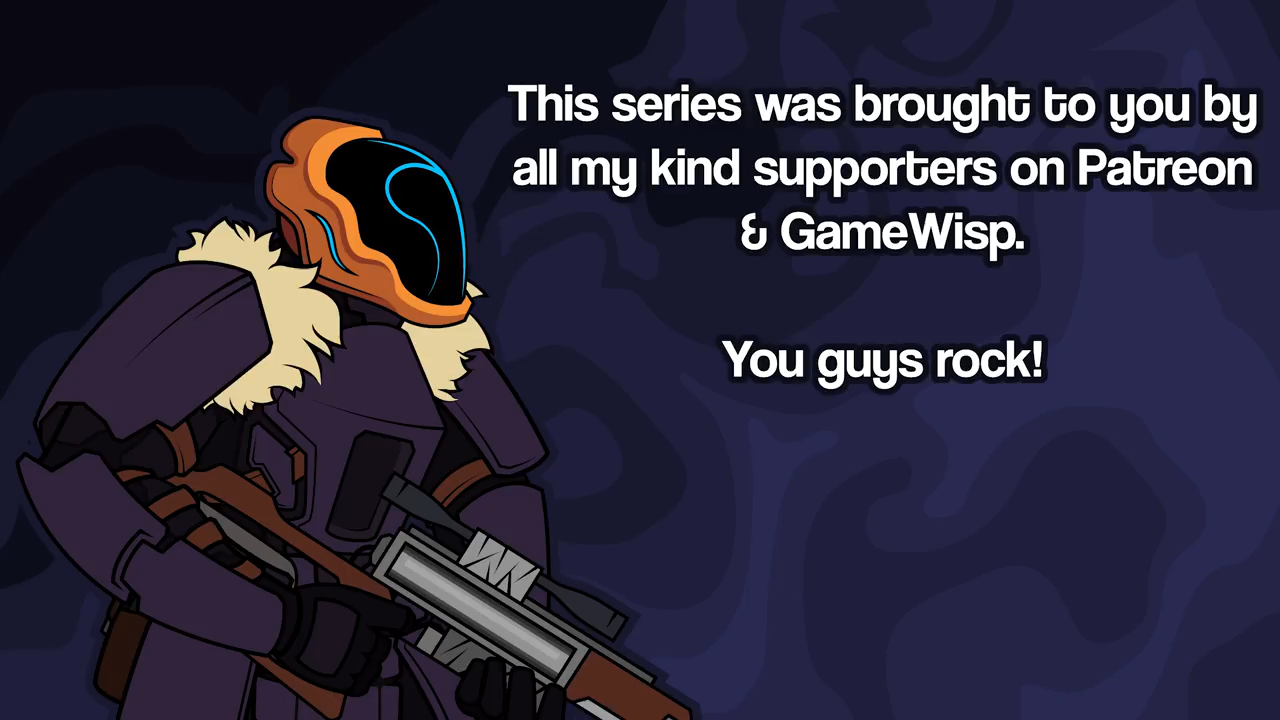 This series was brought to you by
all my kind supporters on Patreon
& GameWisp.
You guys rock!